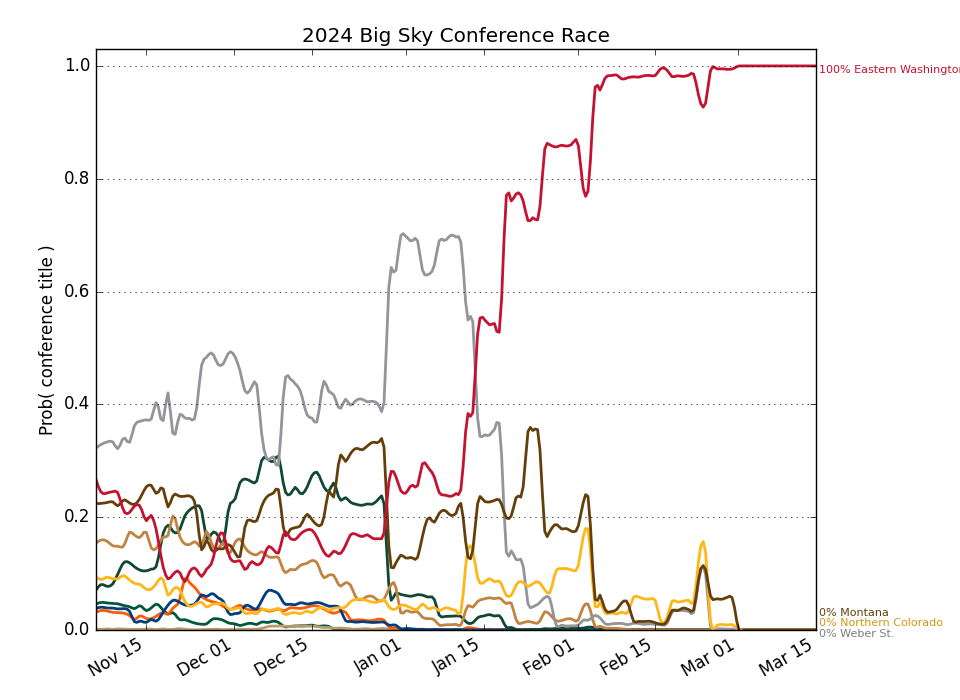 2024 Big Sky Conference Race
Prob( conference title )
1.0
0.8
0.6
0.4
0.2
0.0
100% Eastern Washington
0% Montana
0% Northern Colorado
0% Weber St.
Nov 15
Dec 01
Dec 15
Jan 01
Jan 15
Feb 01
Feb 15
Mar 01
Mar 15